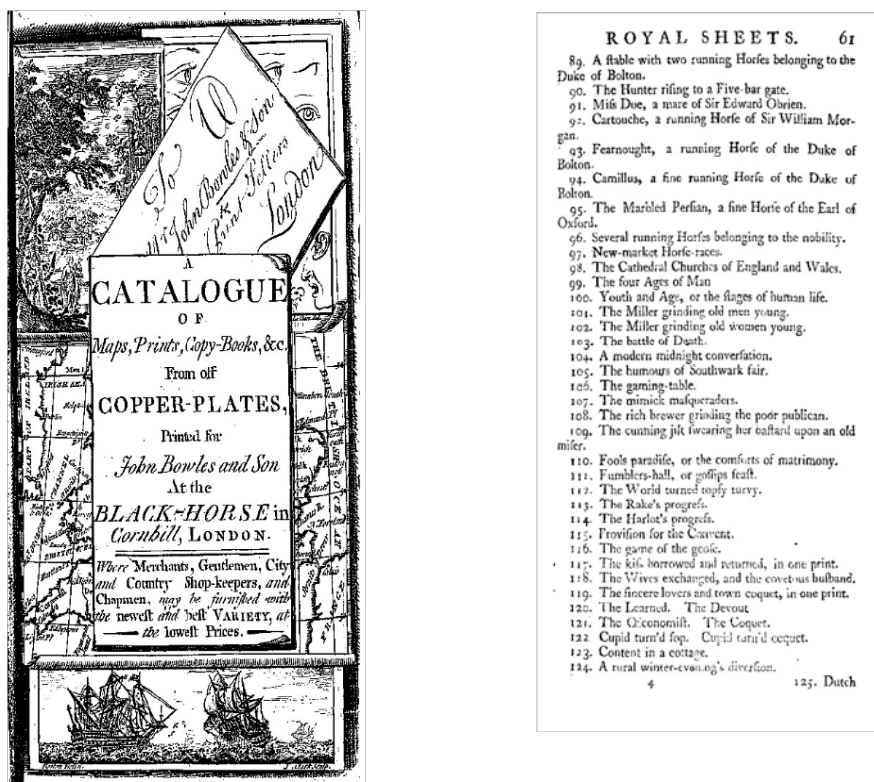 To
Mr. John Bowles & Son
Print Sellers
London
A
CATALOGUE
OF
Maps, Prints, Copy-Books, &c.
From off
COPPER-PLATES,
Printed for
John Bowles and Son
At the
BLACK-HORSE in
Cornhill, LONDON.
Where Merchants, Gentlemen, City
and Country Shop-keepers, and
Chapmen, may be furnished with
the newest and best VARIETY, at
the lowest Prices.
ROYAL SHEETS. 61
89. A ſtable with two running Horſes belonging to the
Duke of Bolton.
90. The Hunter riſing to a Five-bar gate.
91. Miſs Doe, a mare of Sir Edward Obrien.
92. Cartouche, a running Horſe of Sir William Mor-
gan.
93. Fearnought, a running Horſe of the Duke of
Bolton.
94. Camillus, a fine running Horſe of the Duke of
Bolton.
95. The Marbled Perſian, a fine Horſe of the Earl of
Oxford.
96. Several running Horſes belonging to the nobility.
97. New-market Horſe-races.
98. The Cathedral Churches of England and Wales.
99. The four Ages of Man
100. Youth and Age, or the ſtages of human life.
101. The Miller grinding old men young.
102. The Miller grinding old women young.
103. The battle of Death.
104. A modern midnight converſation.
105. The humours of Southwark fair.
106. The gaming-table.
107. The mimick maſqueraders.
108. The rich brewer grinding the poor publican.
109. The cunning jilt ſwearing her baſtard upon an old
miſer.
110. Fools paradiſe, or the comforts of matrimony.
111. Fumblers-hall, or goſſips feaſt.
112. The World turned topſy turvy.
113. The Rake's progreſs.
114. The Harlot's progreſs.
115. Proviſion for the Convent.
116. The game of the gooſe.
117. The kiſs borrowed and returned, in one print.
118. The Wives exchanged, and the covetous huſband.
119. The ſincere lovers and town coquet, in one print.
120. The Learned. The Devout
121. The Œconomiſt. The Coquet.
122. Cupid turn'd fop. Cupid turn'd coquet.
123. Content in a cottage.
124. A rural winter-evening's diverſion.
4 125. Dutch